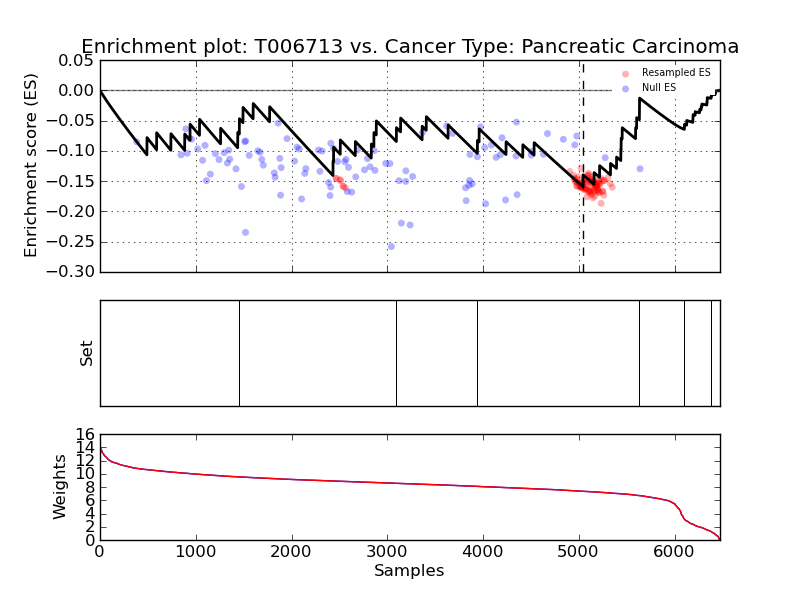 Enrichment plot: T006713 vs. Cancer Type: Pancreatic Carcinoma
Enrichment score (ES)
0.05
0.00
−0.05
−0.10
−0.15
−0.20
−0.25
−0.30
Resampled ES
Null ES
Set
Weights
16
14
12
10
8
6
4
2
0
0 1000 2000 3000 4000 5000 6000
Samples